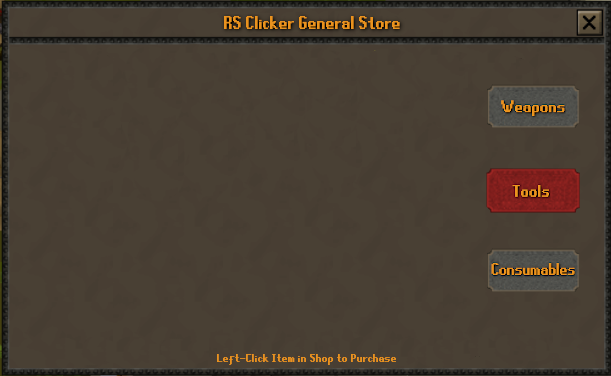 RS Clicker General Store
Weapons
Tools
Consumables
Left-Click Item in Shop to Purchase